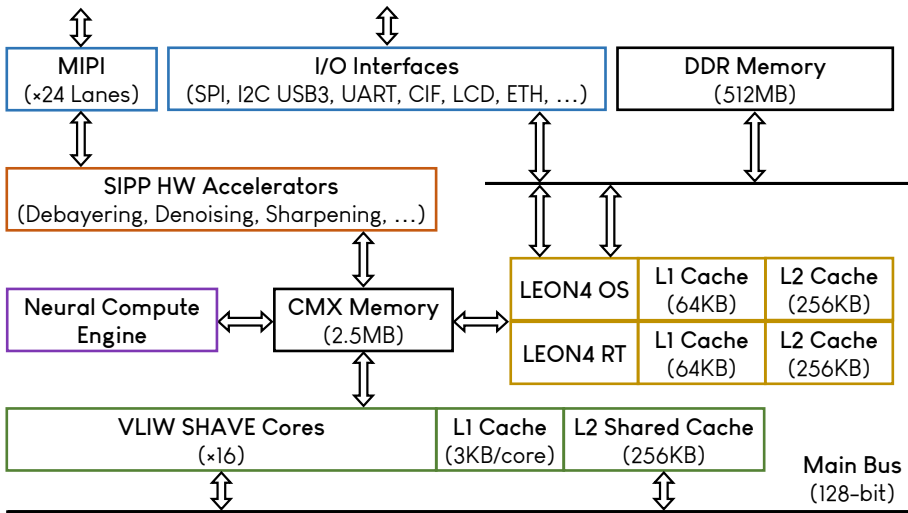 MIPI
(×24 Lanes)
I/O Interfaces
(SPI, I2C USB3, UART, CIF, LCD, ETH, …)
DDR Memory
(512MB)
SIPP HW Accelerators
(Debayering, Denoising, Sharpening, …)
Neural Compute
Engine
CMX Memory
(2.5MB)
LEON4 OS
L1 Cache
(64KB)
L2 Cache
(256KB)
LEON4 RT
L1 Cache
(64KB)
L2 Cache
(256KB)
VLIW SHAVE Cores
(×16)
L1 Cache
(3KB/core)
L2 Shared Cache
(256KB)
Main Bus
(128-bit)